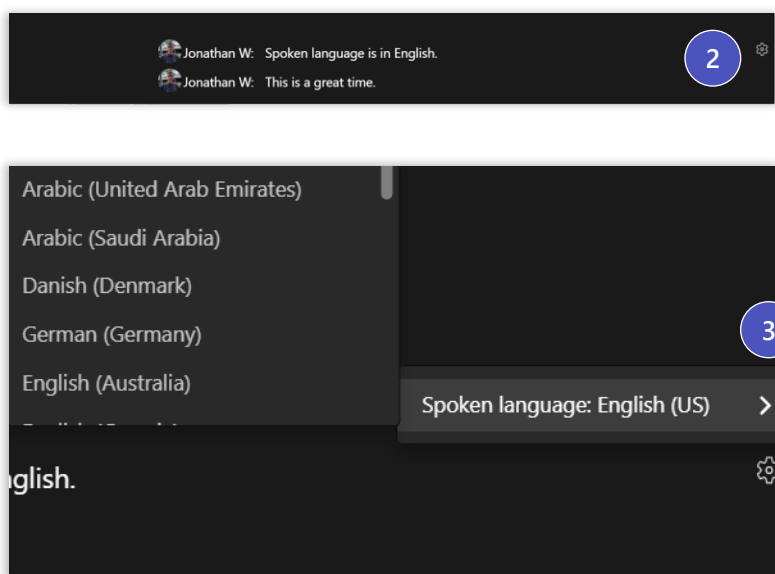 Jonathan W: Spoken language is in English.
2
Jonathan W: This is a great time.
Arabic (United Arab Emirates)
Arabic (Saudi Arabia)
Danish (Denmark)
German (Germany)
English (Australia)
3
Spoken language: English (US)
glish.